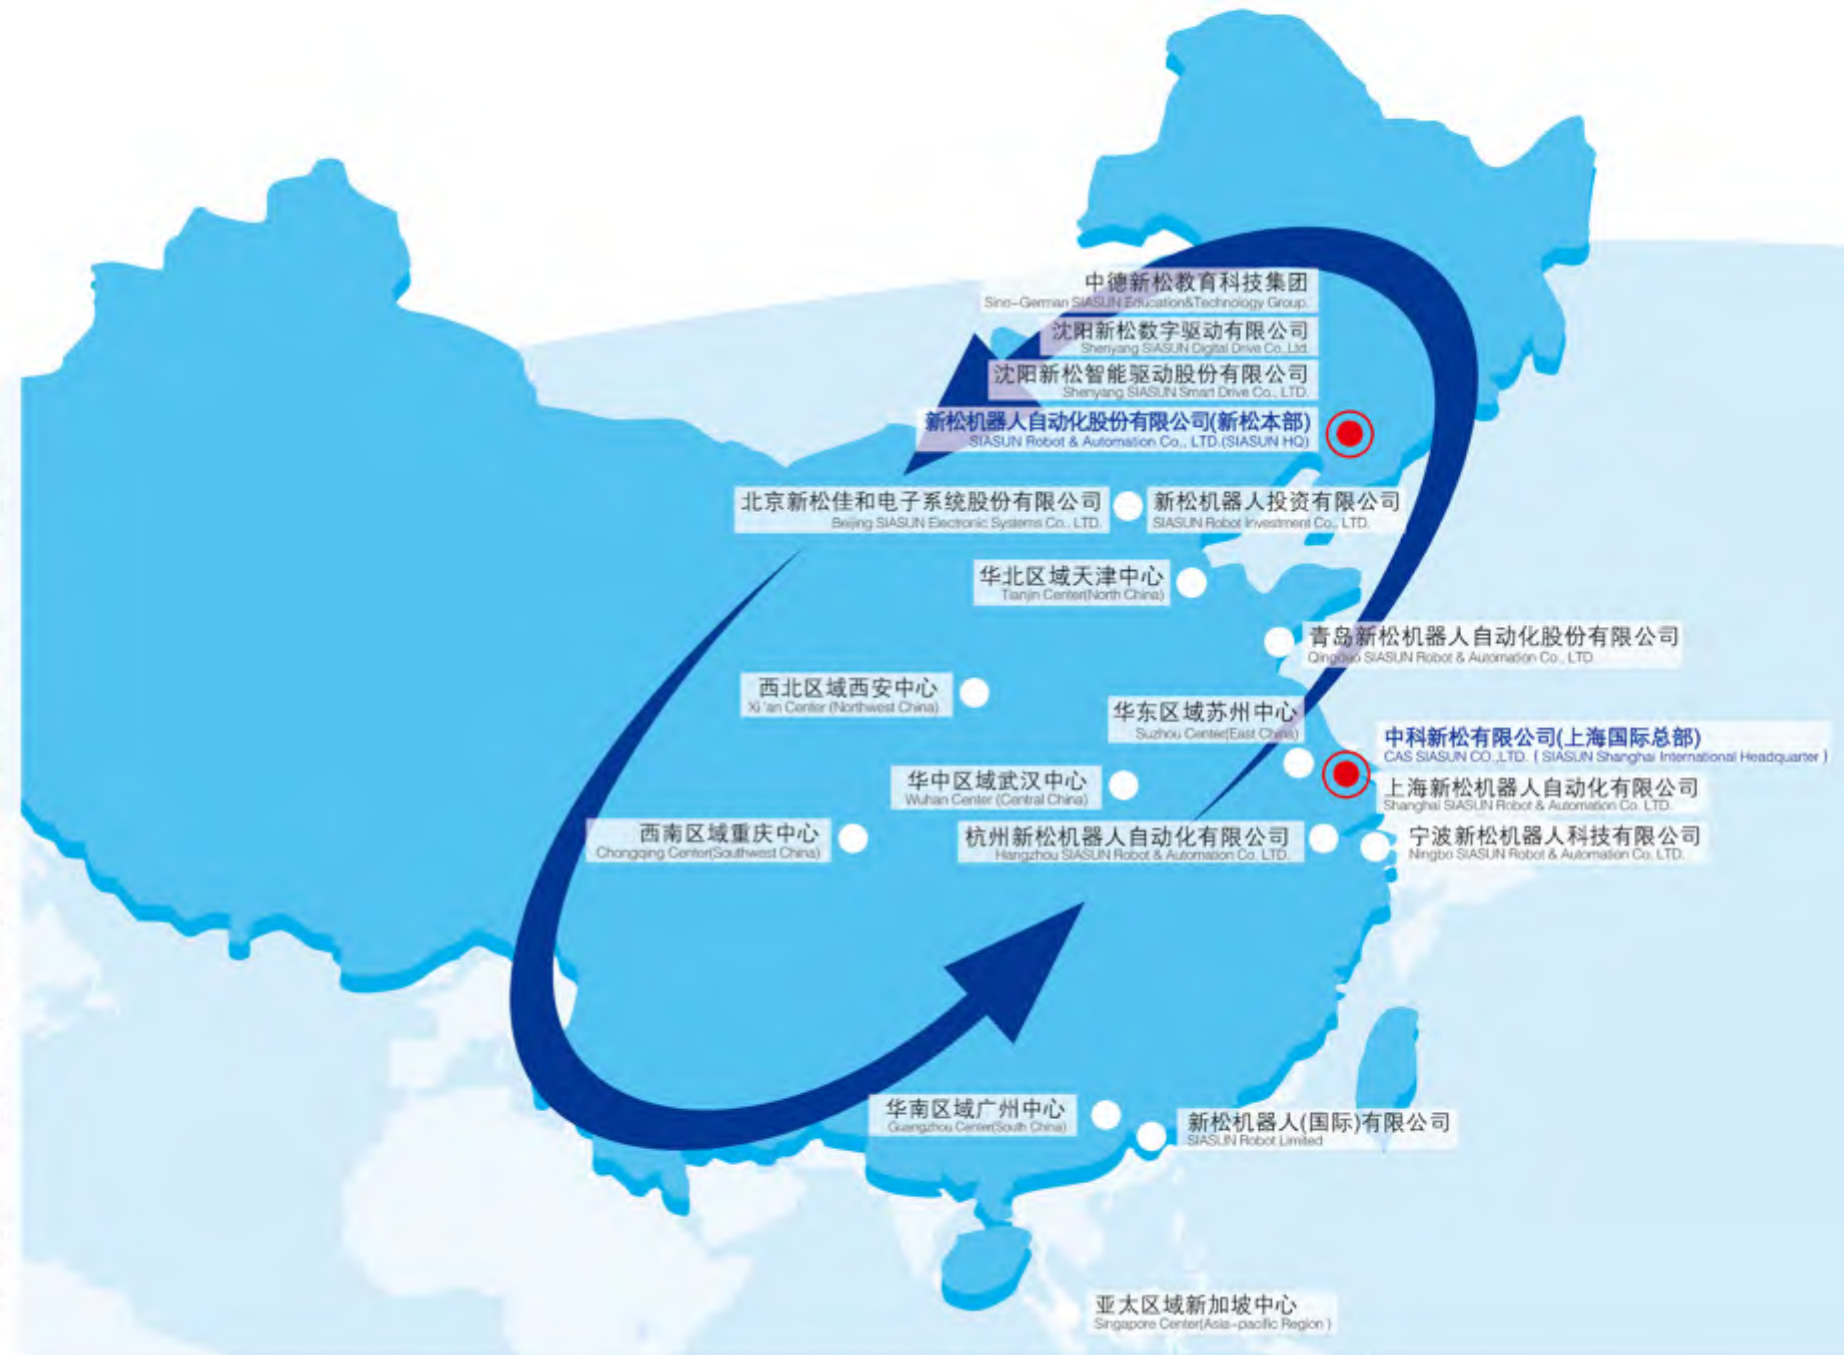 中德新松教育科技集团
Sino-German SIASUN Education&Technology Group.
沈阳新松数字驱动有限公司
Shenyang SIASUN Digital Drive Co.,Ltd.
沈阳新松智能驱动股份有限公司
Shenyang SIASUN Smart Drive Co., LTD.
新松机器人自动化股份有限公司(新松本部)
SIASUN Robot & Automation Co., LTD.(SIASUN HQ)
北京新松佳和电子系统股份有限公司
Beijing SIASUN Electronic Systems Co., LTD.
新松机器人投资有限公司
SIASUN Robot Investment Co., LTD.
华北区域天津中心
Tianjin Center(North China)
青岛新松机器人自动化股份有限公司
Qingdao SIASUN Robot & Automation Co., LTD.
西北区域西安中心
Xi 'an Center (Northwest China)
华东区域苏州中心
Suzhou Center(East China)
中科新松有限公司(上海国际总部)
CAS SIASUN CO.,LTD. ( SIASUN Shanghai International Headquarter )
华中区域武汉中心
Wuhan Center (Central China)
上海新松机器人自动化有限公司
Shanghai SIASUN Robot & Automation Co. LTD.
西南区域重庆中心
Chongqing Center(Southwest China)
杭州新松机器人自动化有限公司
Hangzhou SIASUN Robot & Automation Co. LTD.
宁波新松机器人科技有限公司
Ningbo SIASUN Robot & Automation Co. LTD.
华南区域广州中心
Guangzhou Center(South China)
新松机器人(国际)有限公司
SIASUN Robot Limited
亚太区域新加坡中心
Singapore Center(Asia-pacific Region )